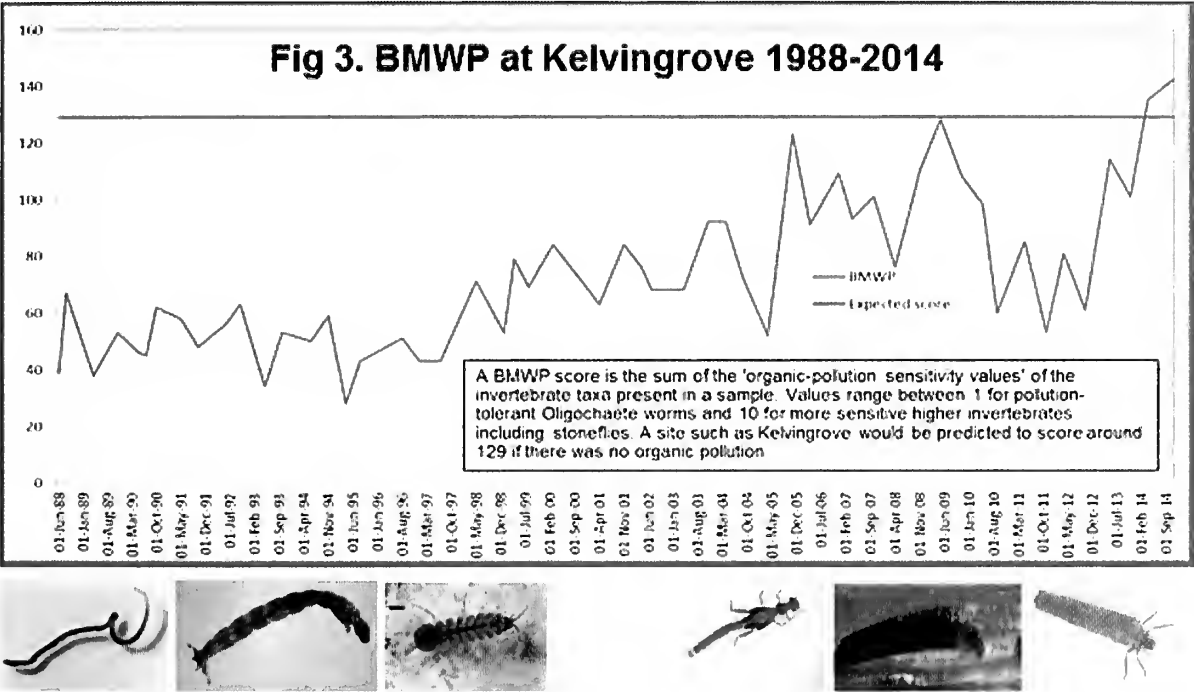 Fig 3. BMWP at Kelvingrove 1988-2014
160
140
120
100
80
60
40
20
0
BMWP
Expected score
A BMWP score is the sum of the 'organic-pollution sensitivity values' of the
invertebrate taxa present in a sample. Values range between 1 for pollution-
tolerant Oligochaete worms and 10 for more sensitive higher invertebrates
including stoneflies. A site such as Kelvingrove would be predicted to score around
129 if there was no organic pollution
01-Jun-88
01-Jan-89
01-Aug-89
01-Mar-90
01-Oct-90
01-May-91
01-Dec-91
01-Jul-92
01-Feb-93
01-Sep-93
01-Apr-94
01-Nov-94
01-Jun-95
01-Jan-96
01-Aug-96
01-Mar-97
01-Oct-97
01-May-98
01-Dec-98
01-Jul-99
01-Feb-00
01-Sep-00
01-Apr-01
01-Nov-01
01-Jun-02
01-Jan-03
01-Aug-03
01-Mar-04
01-Oct-04
01-May-05
01-Dec-05
01-Jul-06
01-Feb-07
01-Sep-07
01-Apr-08
01-Nov-08
01-Jun-09
01-Jan-10
01-Aug-10
01-Mar-11
01-Oct-11
01-May-12
01-Dec-12
01-Jul-13
01-Feb-14
01-Sep-14